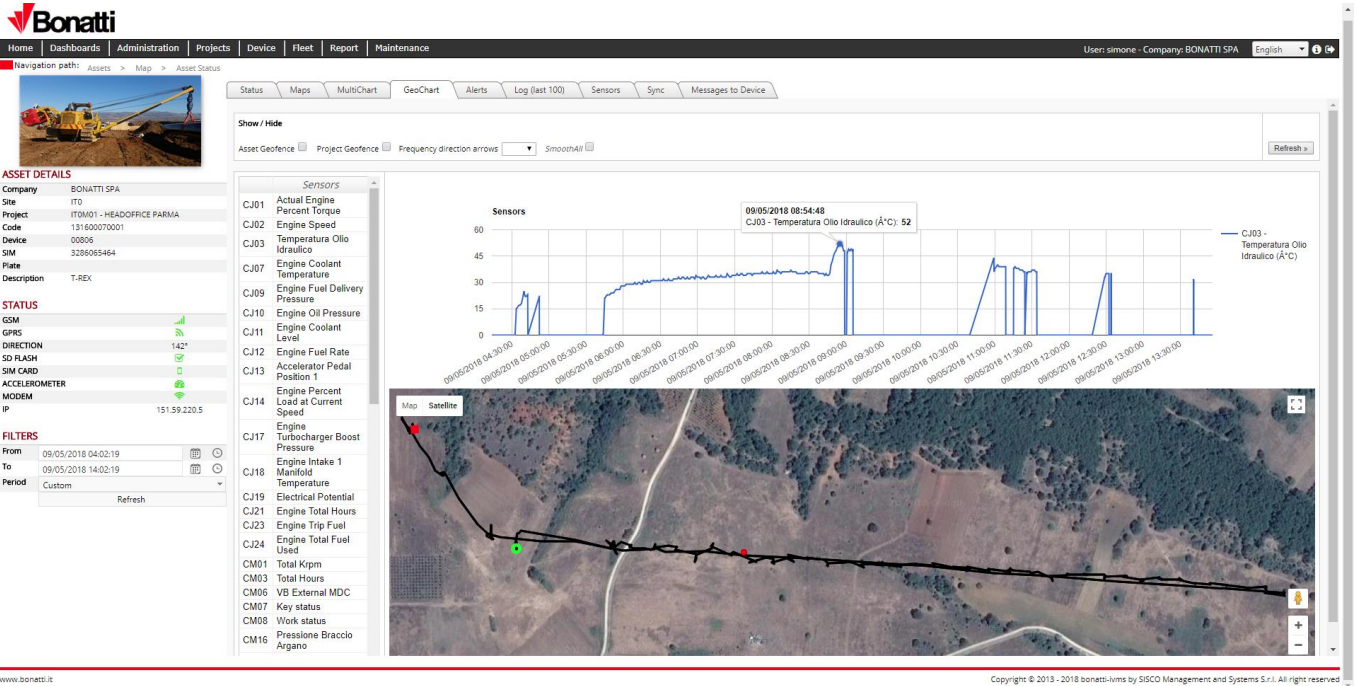 Bonatti
Home Dashboards Administration Projects Device Fleet Report Maintenance User: simone - Company: BONATTI SPA English
Navigation path: Assets > Map > Asset Status
Status Maps MultiChart GeoChart Alerts Log (last 100) Sensors Sync Messages to Device
Show / Hide
Asset Geofence Project Geofence Frequency direction arrows SmoothAll Refresh »
ASSET DETAILS
Company BONATTI SPA
Site IT0
Project IT0M01 - HEADOFFICE PARMA
Code 131600070001
Device 00806
SIM 3286065464
Plate
Description T-REX
STATUS
GSM
GPRS
DIRECTION 142°
SD FLASH
SIM CARD
ACCELEROMETER
MODEM
IP 151.59.220.5
FILTERS
From 09/05/2018 04:02:19
To 09/05/2018 14:02:19
Period Custom
Refresh
Sensors
CJ01 Actual Engine
Percent Torque
CJ02 Engine Speed
CJ03 Temperatura Olio
Idraulico
CJ07 Engine Coolant
Temperature
CJ09 Engine Fuel Delivery
Pressure
CJ10 Engine Oil Pressure
CJ11 Engine Coolant
Level
CJ12 Engine Fuel Rate
CJ13 Accelerator Pedal
Position 1
CJ14 Engine Percent
Load at Current
Speed
CJ17 Engine
Turbocharger Boost
Pressure
CJ18 Engine Intake 1
Manifold
Temperature
CJ19 Electrical Potential
CJ21 Engine Total Hours
CJ23 Engine Trip Fuel
CJ24 Engine Total Fuel
Used
CM01 Total Krpm
CM03 Total Hours
CM06 VB External MDC
CM07 Key status
CM08 Work status
CM16 Pressione Braccio
Argano
Sensors
09/05/2018 08:54:48
CJ03 - Temperatura Olio Idraulico (Â°C): 52
CJ03 -
Temperatura Olio
Idraulico (Â°C)
60
45
30
15
0
09/05/2018 04:30:00
09/05/2018 05:00:00
09/05/2018 05:30:00
09/05/2018 06:00:00
09/05/2018 06:30:00
09/05/2018 07:00:00
09/05/2018 07:30:00
09/05/2018 08:00:00
09/05/2018 08:30:00
09/05/2018 09:00:00
09/05/2018 09:30:00
09/05/2018 10:00:00
09/05/2018 10:30:00
09/05/2018 11:00:00
09/05/2018 11:30:00
09/05/2018 12:00:00
09/05/2018 12:30:00
09/05/2018 13:00:00
09/05/2018 13:30:00
Map Satellite
+
−
www.bonatti.it Copyright © 2013 - 2018 bonatti-ivms by SISCO Management and Systems S.r.l. All right reserved